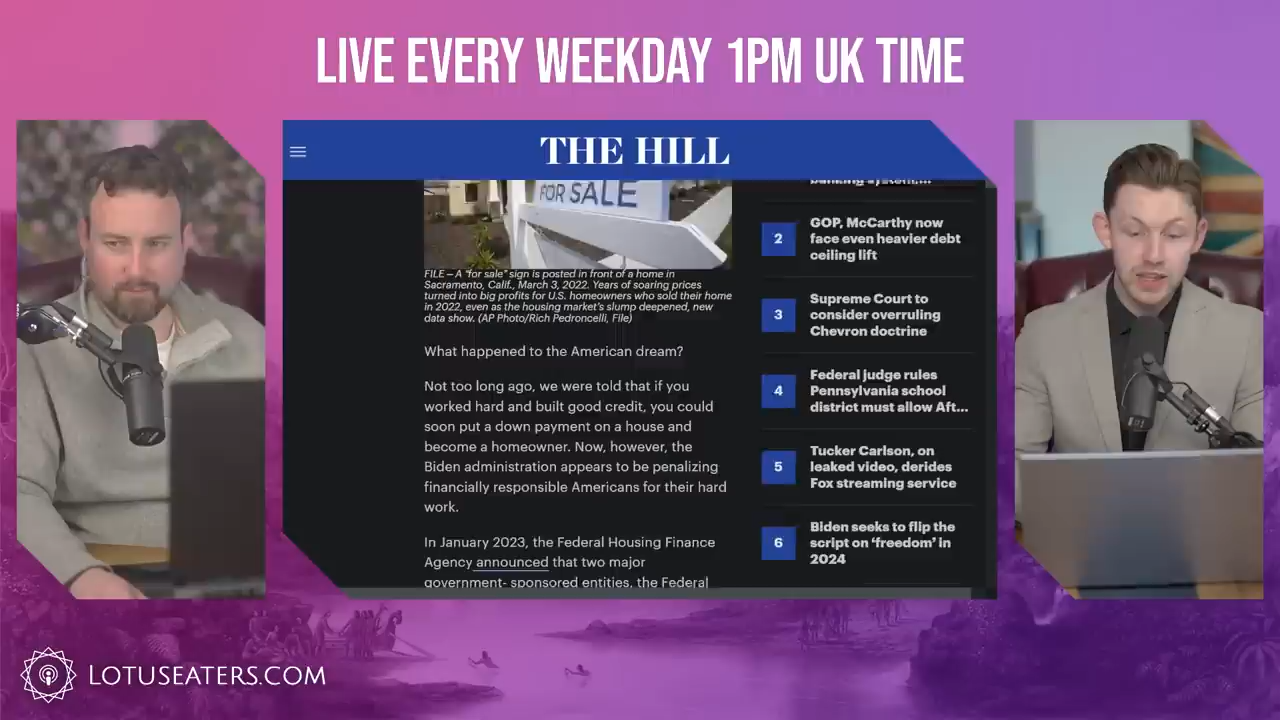 LIVE EVERY WEEKDAY 1PM UK TIME
THE HILL
FOR SALE
FILE – A "for sale" sign is posted in front of a home in
Sacramento, Calif., March 3, 2022. Years of soaring prices
turned into big profits for U.S. homeowners who sold their home
in 2022, even as the housing market's slump deepened, new
data show. (AP Photo/Rich Pedroncelli, File)
What happened to the American dream?
Not too long ago, we were told that if you
worked hard and built good credit, you could
soon put a down payment on a house and
become a homeowner. Now, however, the
Biden administration appears to be penalizing
financially responsible Americans for their hard
work.
In January 2023, the Federal Housing Finance
Agency announced that two major
government- sponsored entities, the Federal
2
GOP, McCarthy now
face even heavier debt
ceiling lift
3
Supreme Court to
consider overruling
Chevron doctrine
4
Federal judge rules
Pennsylvania school
district must allow Aft...
5
Tucker Carlson, on
leaked video, derides
Fox streaming service
6
Biden seeks to flip the
script on 'freedom' in
2024
LOTUSEATERS.COM